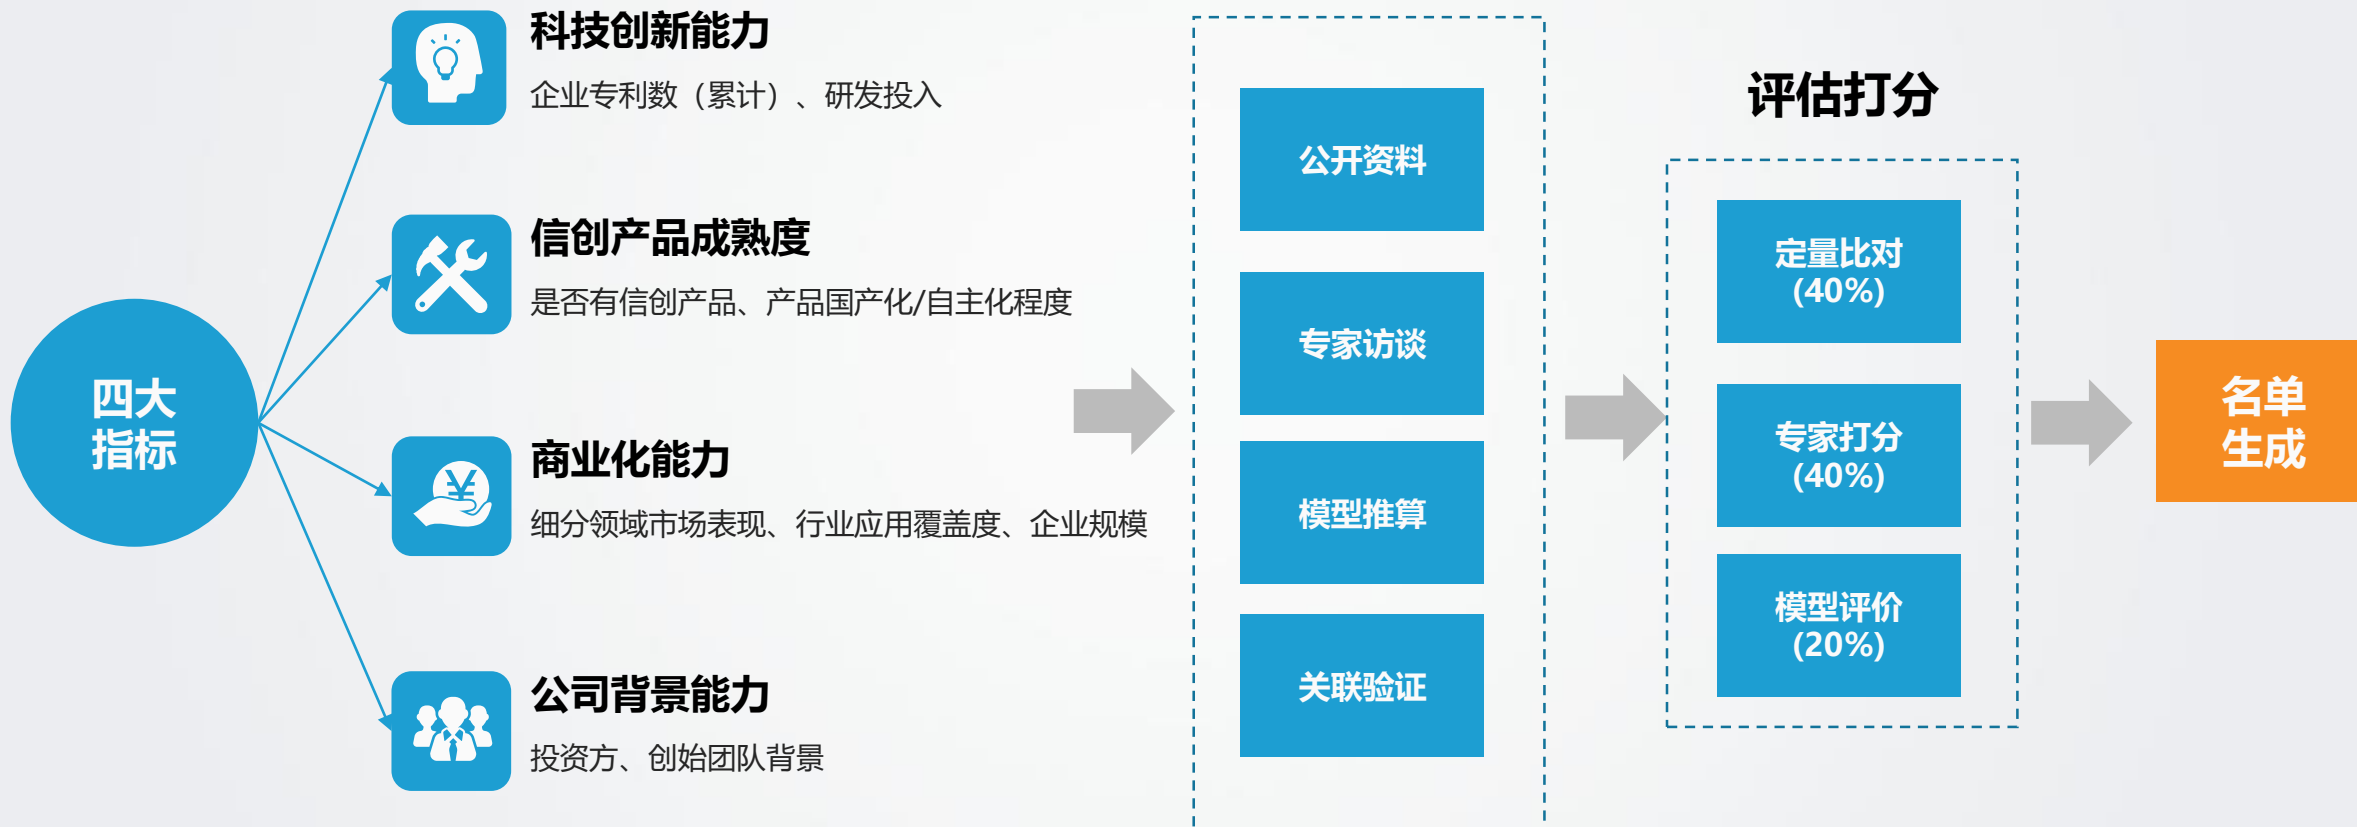 四大
指标
科技创新能力
企业专利数（累计）、研发投入
信创产品成熟度
是否有信创产品、产品国产化/自主化程度
商业化能力
细分领域市场表现、行业应用覆盖度、企业规模
公司背景能力
投资方、创始团队背景
公开资料
专家访谈
模型推算
关联验证
评估打分
定量比对
(40%)
专家打分
(40%)
模型评价
(20%)
名单
生成